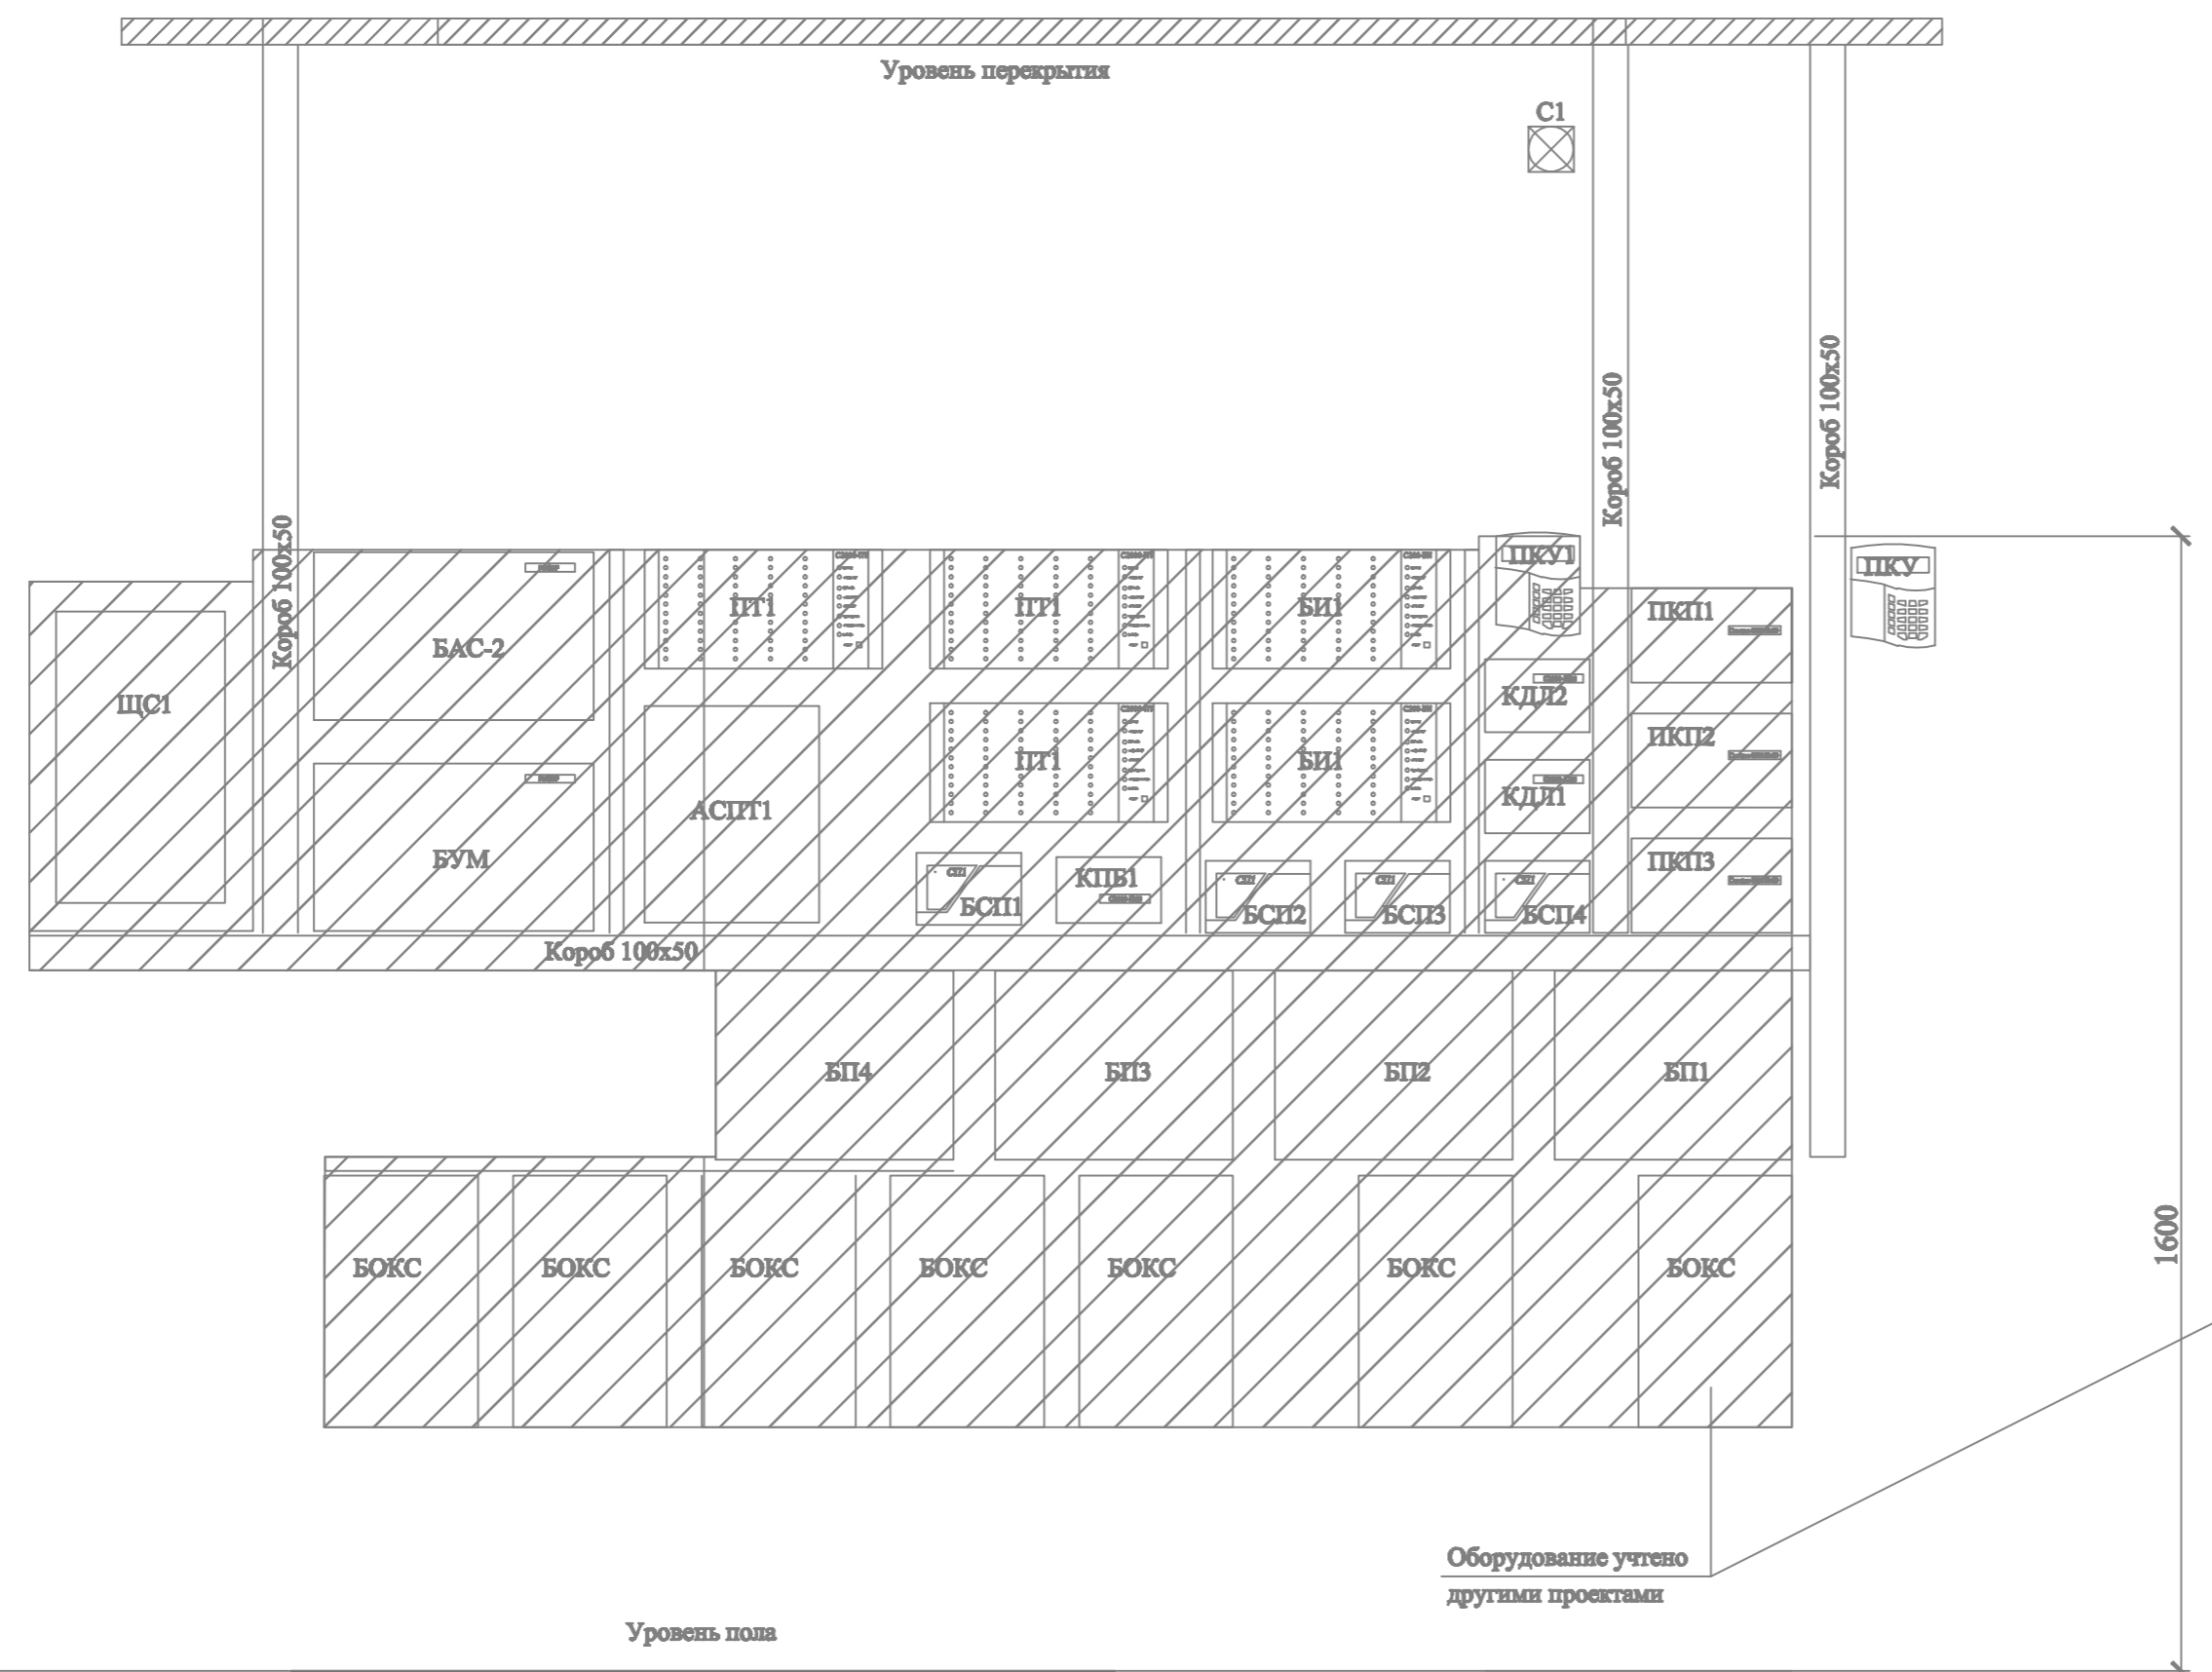 Уровень перекрытия
С1
Короб 100х50
Короб 100х50
Короб 100х50
ПКУ1
ПКУ
ПТ1
ПТ1
БИ1
ПКП1
БАС-2
КДЛ2
ЩС1
ПКП2
ПТ1
БИ1
КДЛ1
АСПТ1
БУМ
ПКП3
КПБ1
БСП1
БСП2
БСП3
БСП4
Короб 100х50
БП4
БП3
БП2
БП1
БОКС
БОКС
БОКС
БОКС
БОКС
БОКС
БОКС
1600
Оборудование учтено
другими проектами
Уровень пола